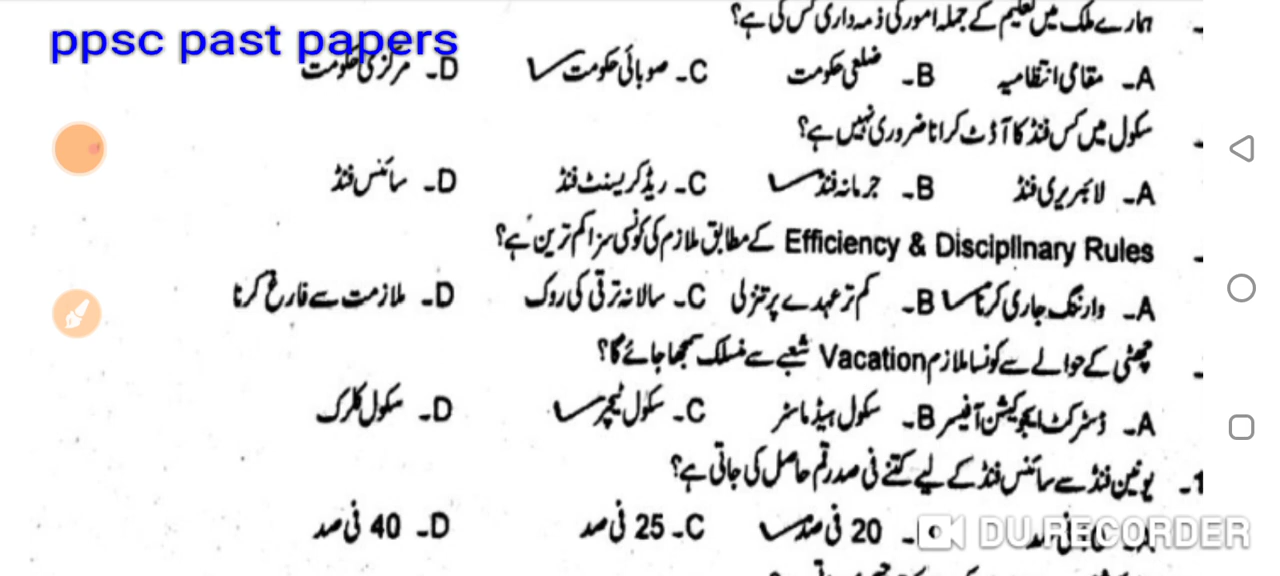 ppsc past papers
ہمارے ملک میں تعلیم کے جملہ امور کی ذمہ داری کس کی ہے؟
A۔ مقامی انتظامیہ B۔ ضلعی حکومت C۔ صوبائی حکومت D۔ مرکزی حکومت
سکول میں کس فنڈ کا آڈٹ کرانا ضروری نہیں ہے؟
A۔ لائبریری فنڈ B۔ جرمانہ فنڈ C۔ ریڈ کریسنٹ فنڈ D۔ سائنس فنڈ
Efficiency & Disciplinary Rules کے مطابق ملازم کی کونسی سزا کم ترین ہے؟
A۔ وارننگ جاری کرنا B۔ کم تر عہدے پر تنزلی C۔ سالانہ ترقی کی روک D۔ ملازمت سے فارغ کرنا
چھٹی کے حوالے سے کونسا ملازم Vacation شعبے سے منسلک سمجھا جائے گا؟
A۔ ڈسٹرکٹ ایجوکیشن آفیسر B۔ سکول ہیڈ ماسٹر C۔ سکول ٹیچر D۔ سکول کلرک
1۔ یونین فنڈ سے سائنس فنڈ کے لیے کتنے فی صد رقم حاصل کی جاتی ہے؟
20 فی صد C۔ 25 فی صد D۔ 40 فی صد
DU RECORDER